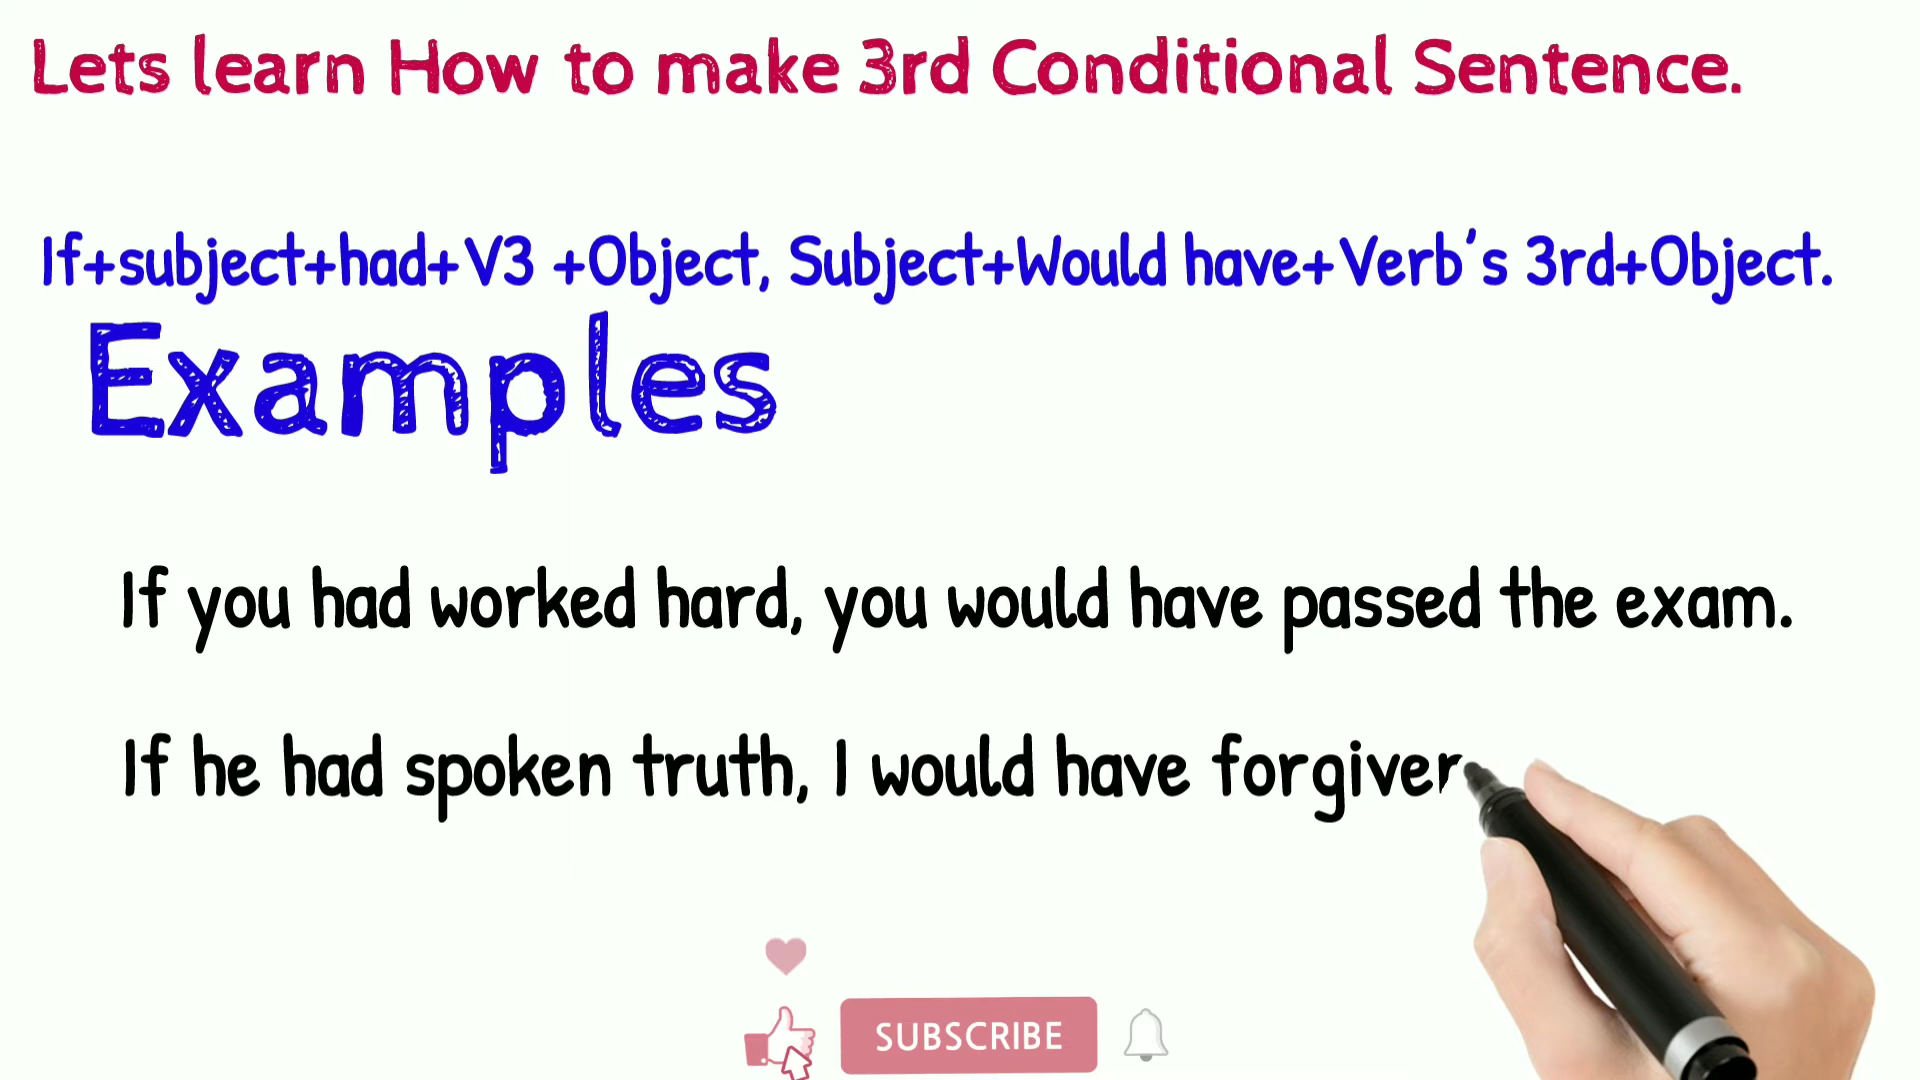 Lets learn How to make 3rd Conditional Sentence.
If+subject+had+V3 +Object, Subject+Would have+Verb's 3rd+Object.
Examples
If you had worked hard, you would have passed the exam.
If he had spoken truth, I would have
SUBSCRIBE